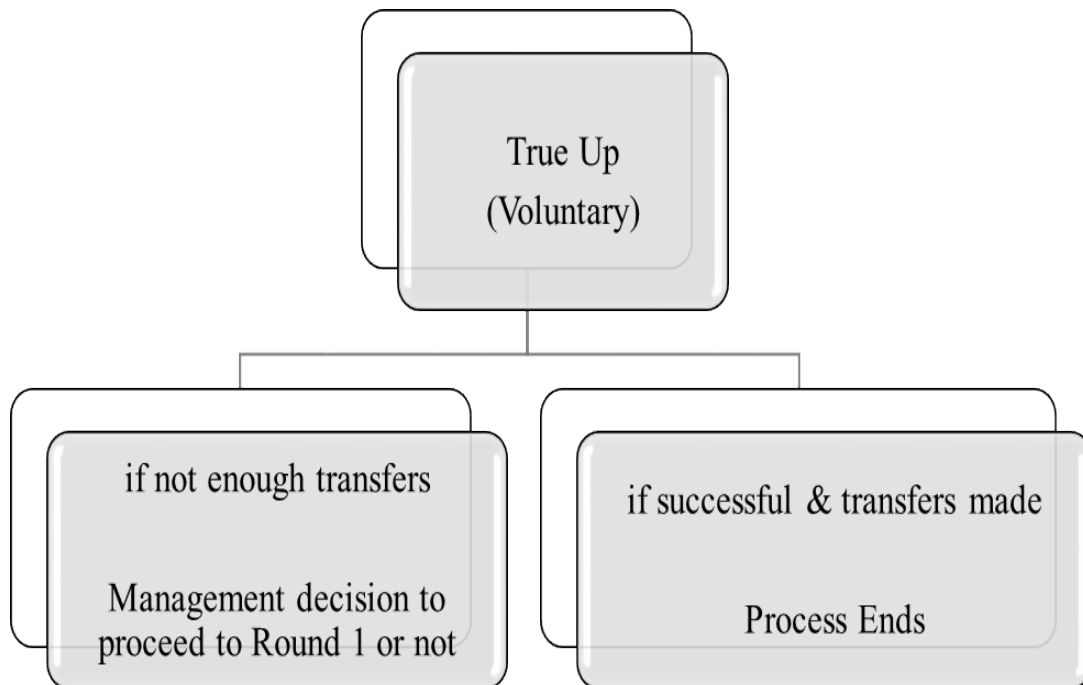 True Up
(Voluntary)
if not enough transfers
Management decision to
proceed to Round 1 or not
if successful & transfers made
Process Ends